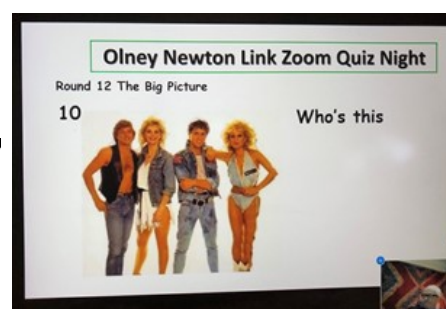 Olney Newton Link Zoom Quiz Night
Round 12 The Big Picture
10
Who's this